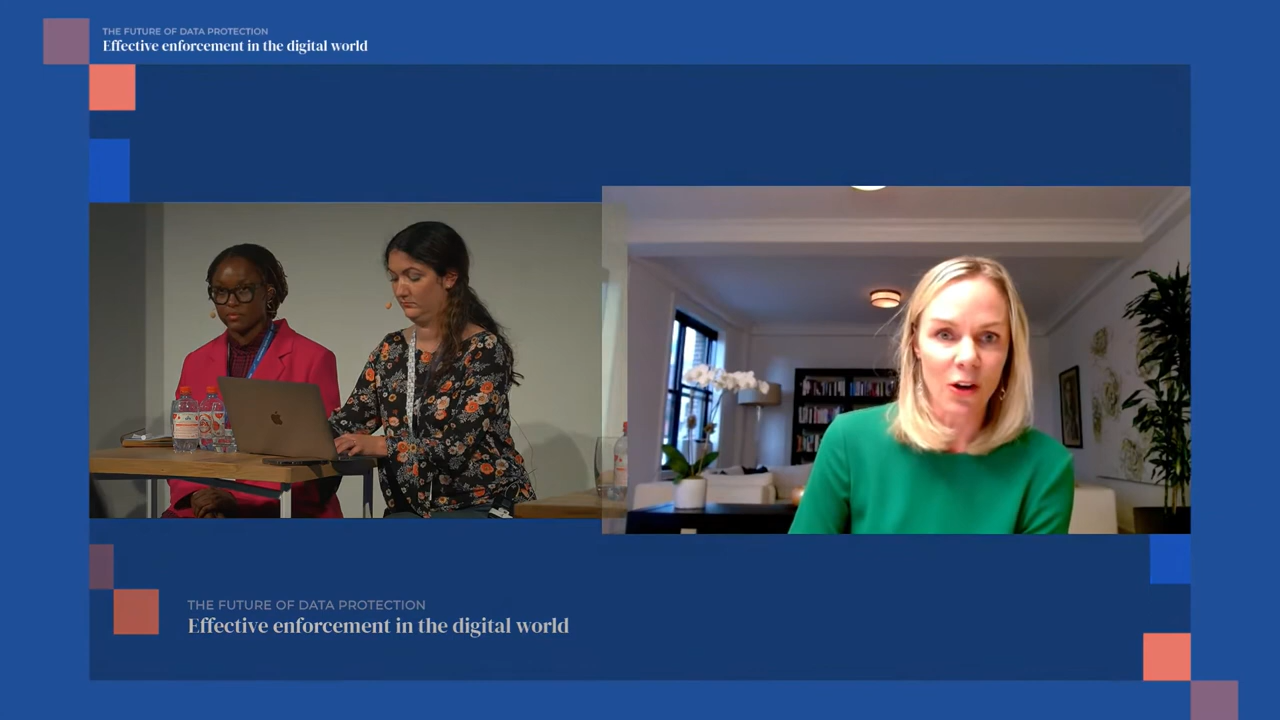 THE FUTURE OF DATA PROTECTION
Effective enforcement in the digital world
THE FUTURE OF DATA PROTECTION
Effective enforcement in the digital world